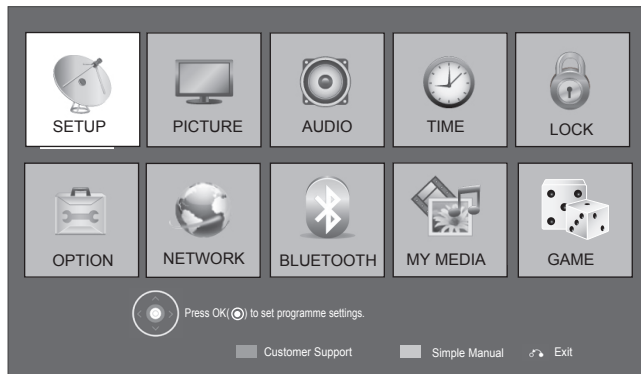 SETUP PICTURE AUDIO TIME LOCK
OPTION NETWORK BLUETOOTH MY MEDIA GAME
Press OK( ) to set programme settings.
Customer Support Simple Manual Exit